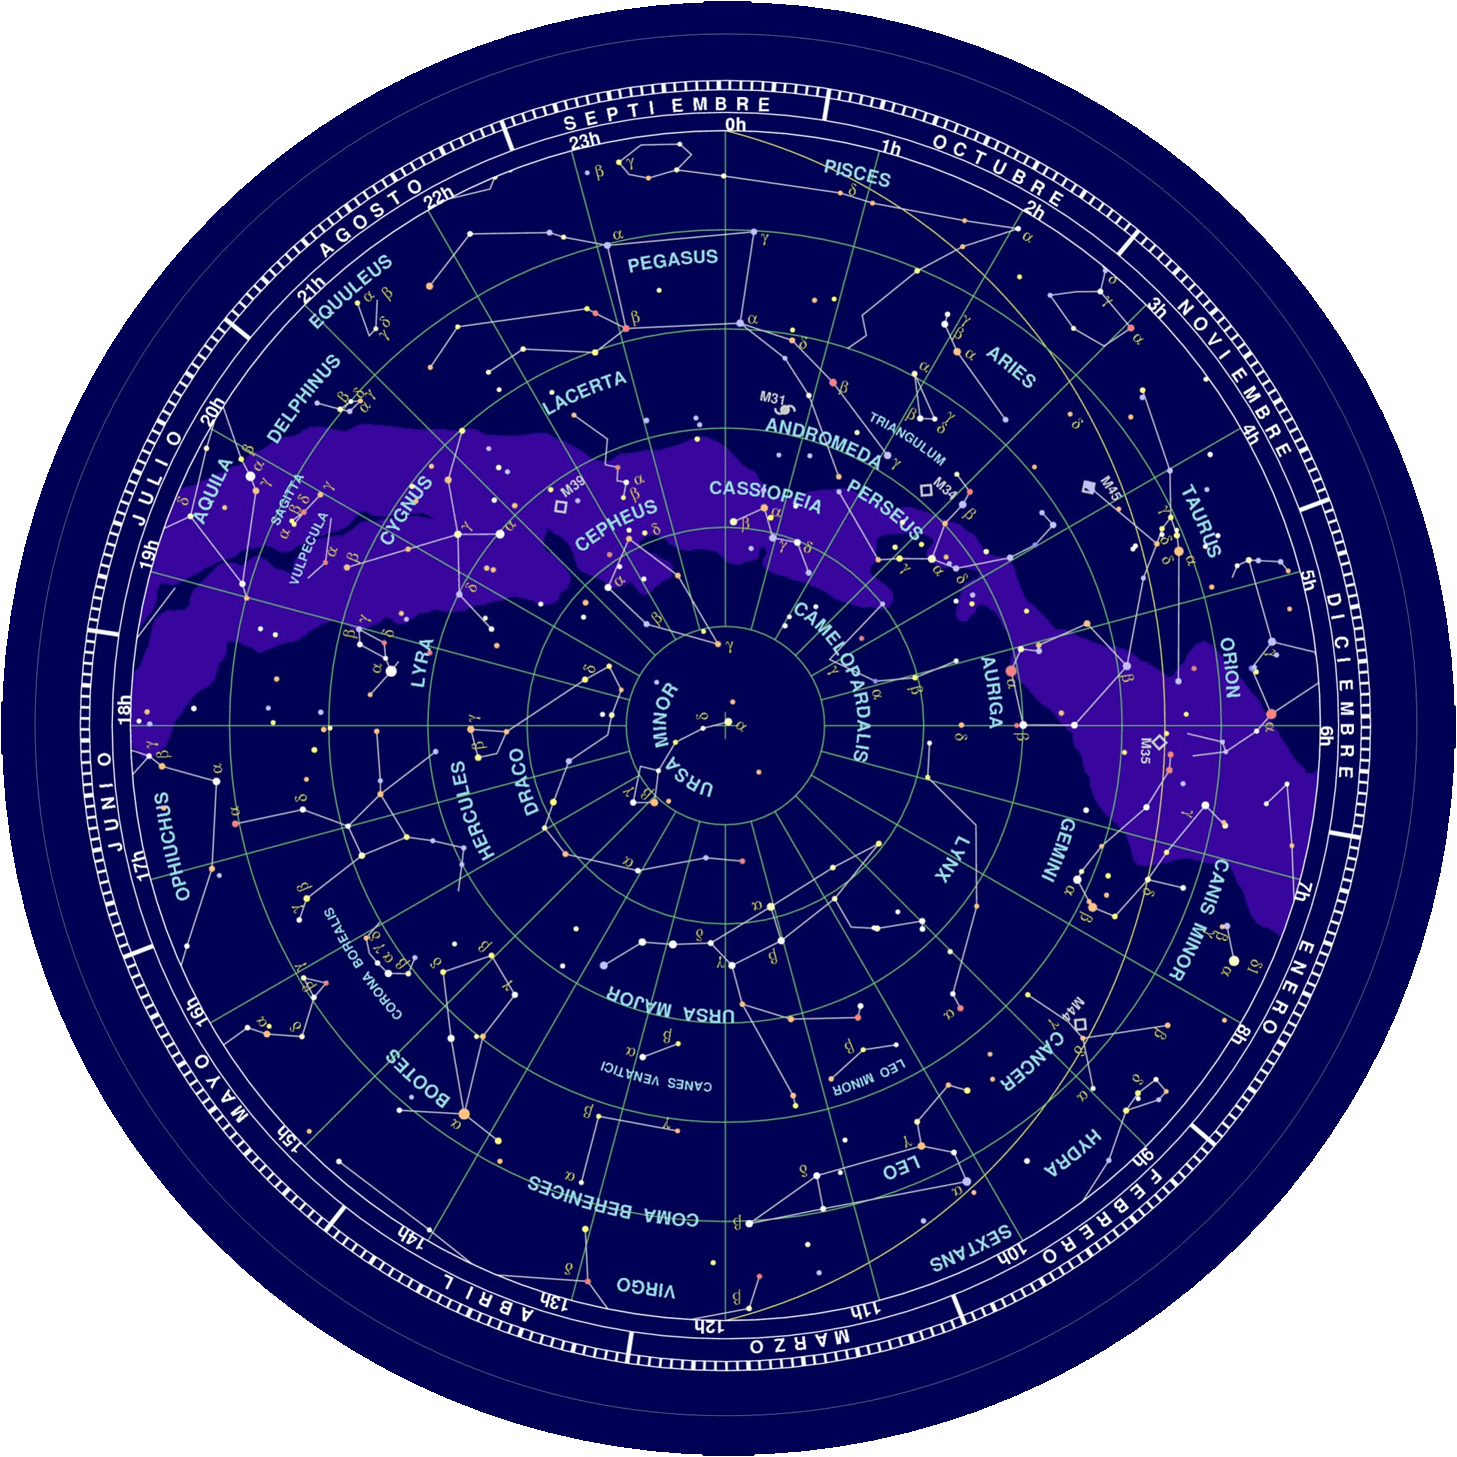 SEPTIEMBRE
OCTUBRE
NOVIEMBRE
DICIEMBRE
ENERO
FEBRERO
MARZO
ABRIL
MAYO
JUNIO
JULIO
AGOSTO
0h
1h
2h
3h
4h
5h
6h
7h
8h
9h
10h
11h
12h
13h
14h
15h
16h
17h
18h
19h
20h
21h
22h
23h
PISCES
β γ
δ
α
PEGASUS
α γ
β α
EQUULEUS
α β
δ
γ
DELPHINUS
β δ
α γ
LACERTA
α
β
M31
ANDROMEDA
δ
β
γ
TRIANGULUM
α
β γ
δ
ARIES
γ
β
α
δ
δ
γ
α
M34
PERSEUS
β
γ α δ
M45
TAURUS
γ
α
δ
β
AQUILA
β
α
γ
δ
SAGITTA
γ
δ
β
α
VULPECULA
α
CYGNUS
α
γ
β
δ
M39
CEPHEUS
δ
α
β
γ
CASSIOPEIA
α
β
γ
δ
CAMELOPARDALIS
γ
α
β
AURIGA
α
β
δ
ORION
γ
α
M35
GEMINI
γ
α
β
δ
CANIS MINOR
γ
β
α
δ1
LYRA
β δ
α
URSA MINOR
α
δ
β
γ
DRACO
δ
γ
β
α
HERCULES
α
δ
β
γ
OPHIUCHUS
γ
β
α
LYNX
α
URSA MAJOR
α
β
γ
δ
CORONA BOREALIS
δ
γ
α
β
γ
β
α
δ
BOOTES
β
γ
δ
α
CANES VENATICI
β
α
LEO MINOR
β
CANCER
M44
γ
δ
β
α
HYDRA
δ
LEO
γ
δ
α
β
COMA BERENICES
β
γ
α
SEXTANS
VIRGO
δ
β